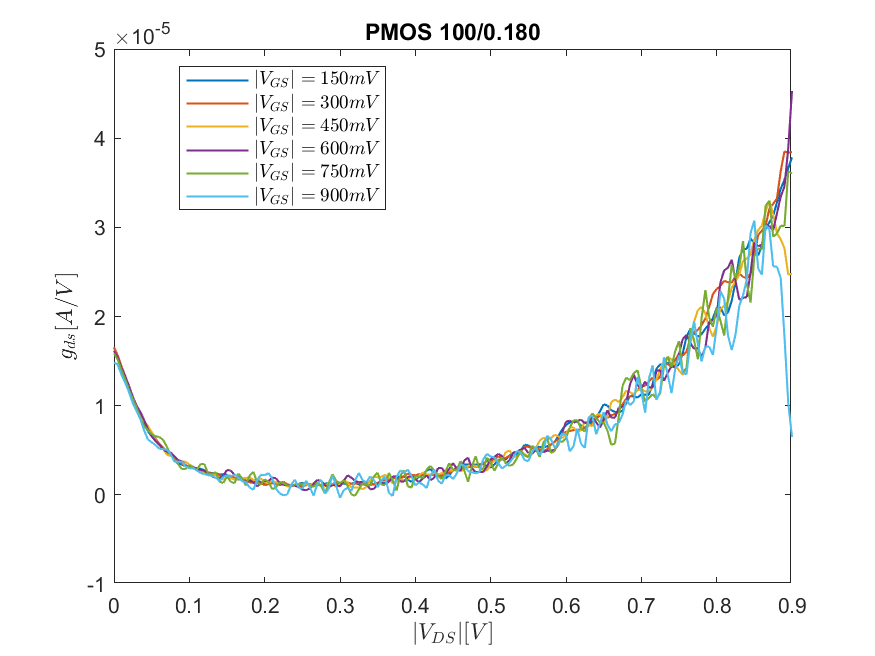 PMOS 100/0.180
×10⁻⁵
5
4
3
2
1
0
-1
g_ds[A/V]
|V_GS| = 150mV
|V_GS| = 300mV
|V_GS| = 450mV
|V_GS| = 600mV
|V_GS| = 750mV
|V_GS| = 900mV
0 0.1 0.2 0.3 0.4 0.5 0.6 0.7 0.8 0.9
|V_DS|[V]